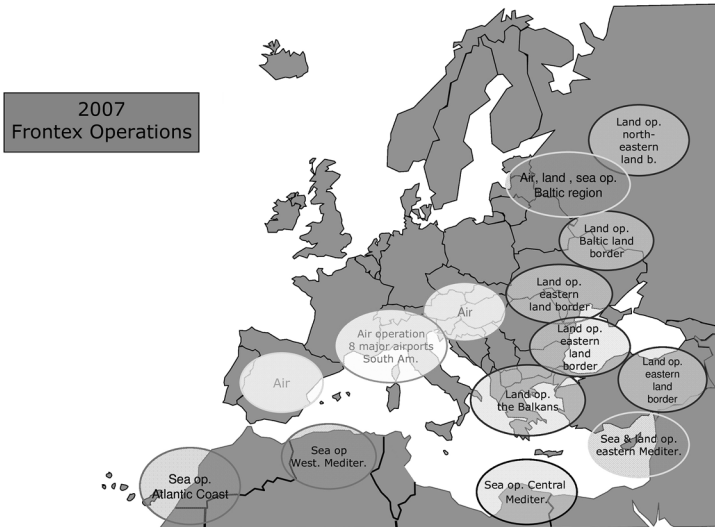 2007
Frontex Operations
Land op.
north-
eastern
land b.
Air, land , sea op.
Baltic region
Land op.
Baltic land
border
Land op.
eastern
land border
Air
Air operation
8 major airports
South Am.
Land op.
eastern
land
border
Land op.
eastern
land
border
Air
Land op.
the Balkans
Sea & land op.
eastern Mediter.
Sea op
West. Mediter.
Sea op.
Atlantic Coast
Sea op. Central
Mediter.